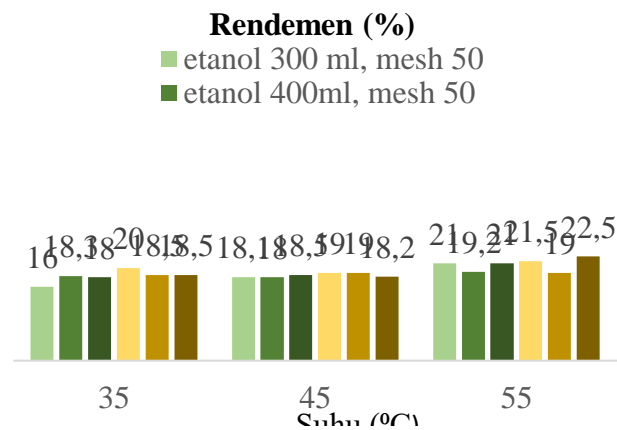 Rendemen (%)
etanol 300 ml, mesh 50
etanol 400ml, mesh 50
16 18,3 18 20 18,5 18,5 18,1 18 18,5 19 19 18,2 21 19,2 21 21,5 19 22,5
35 45 55
Suhu (ºC)